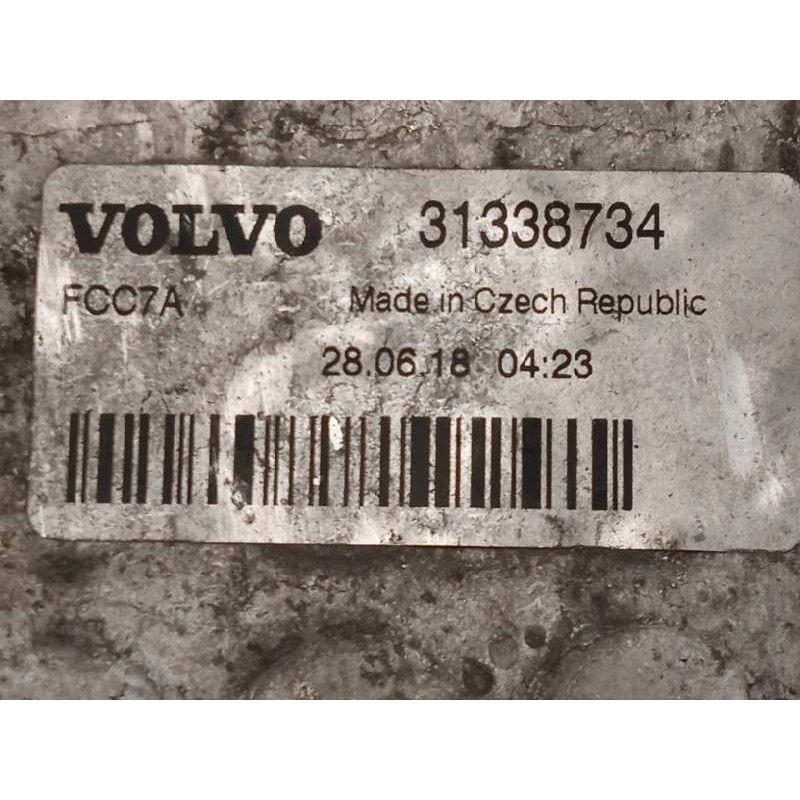 VOLVO 31338734
FCC7A Made in Czech Republic
28.06.18 04:23